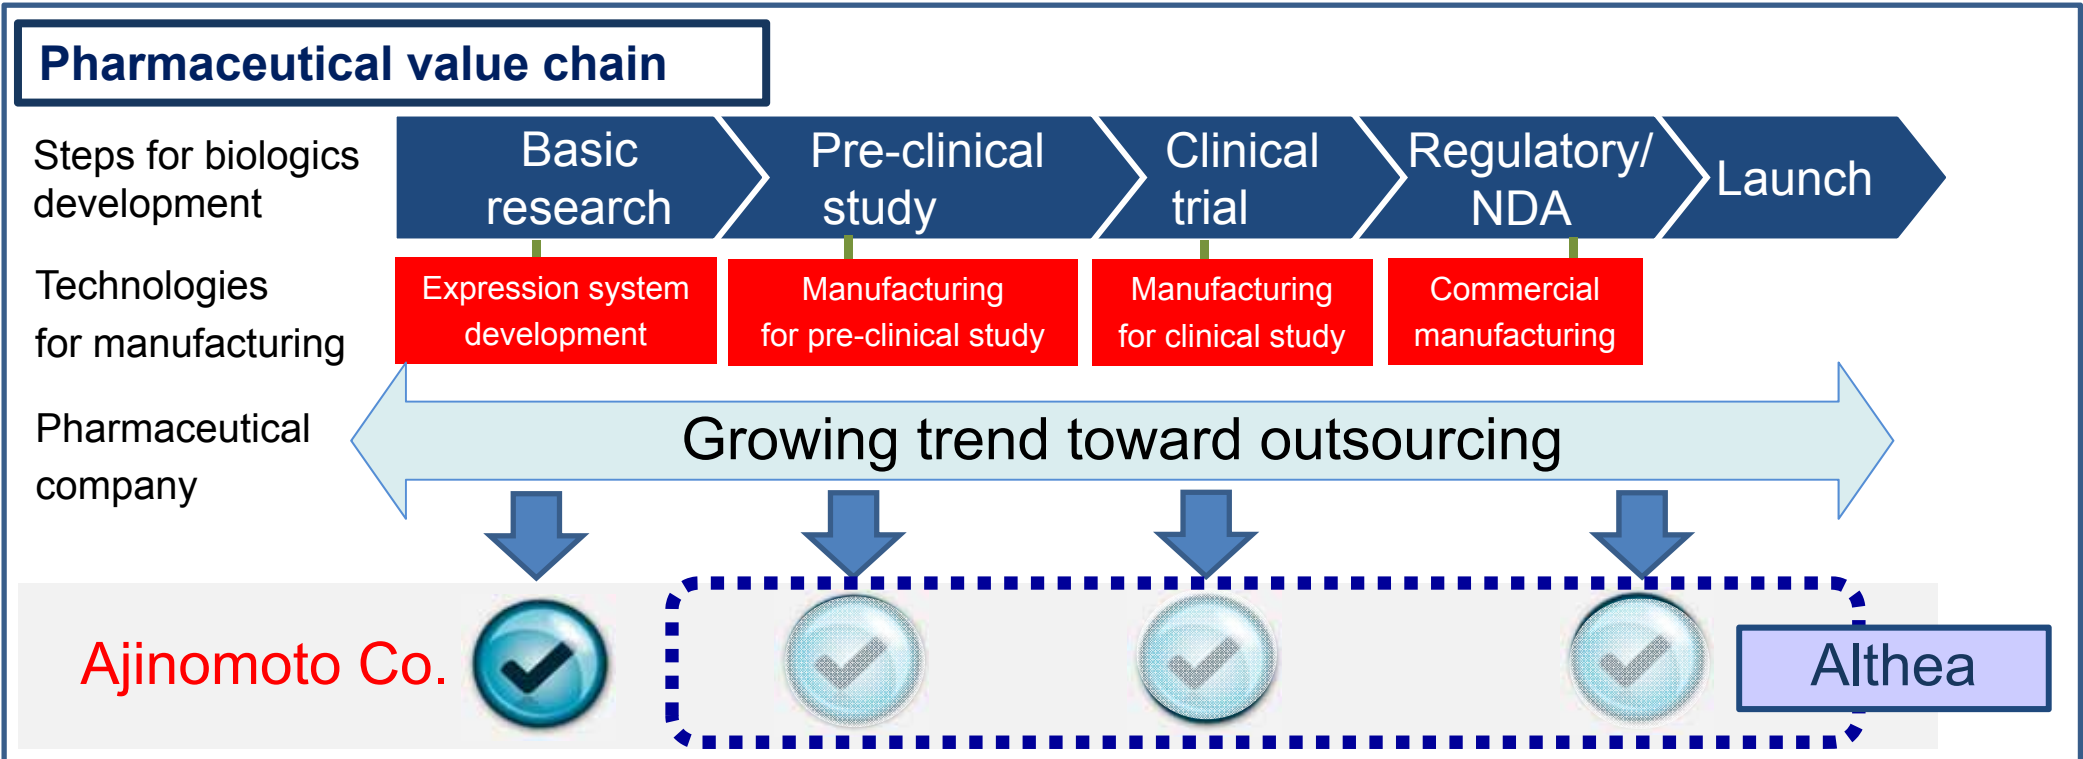 Pharmaceutical value chain
Steps for biologics
development
Basic
research
Pre-clinical
study
Clinical
trial
Regulatory/
NDA
Launch
Technologies
for manufacturing
Expression system
development
Manufacturing
for pre-clinical study
Manufacturing
for clinical study
Commercial
manufacturing
Pharmaceutical
company
Growing trend toward outsourcing
Ajinomoto Co.
Althea